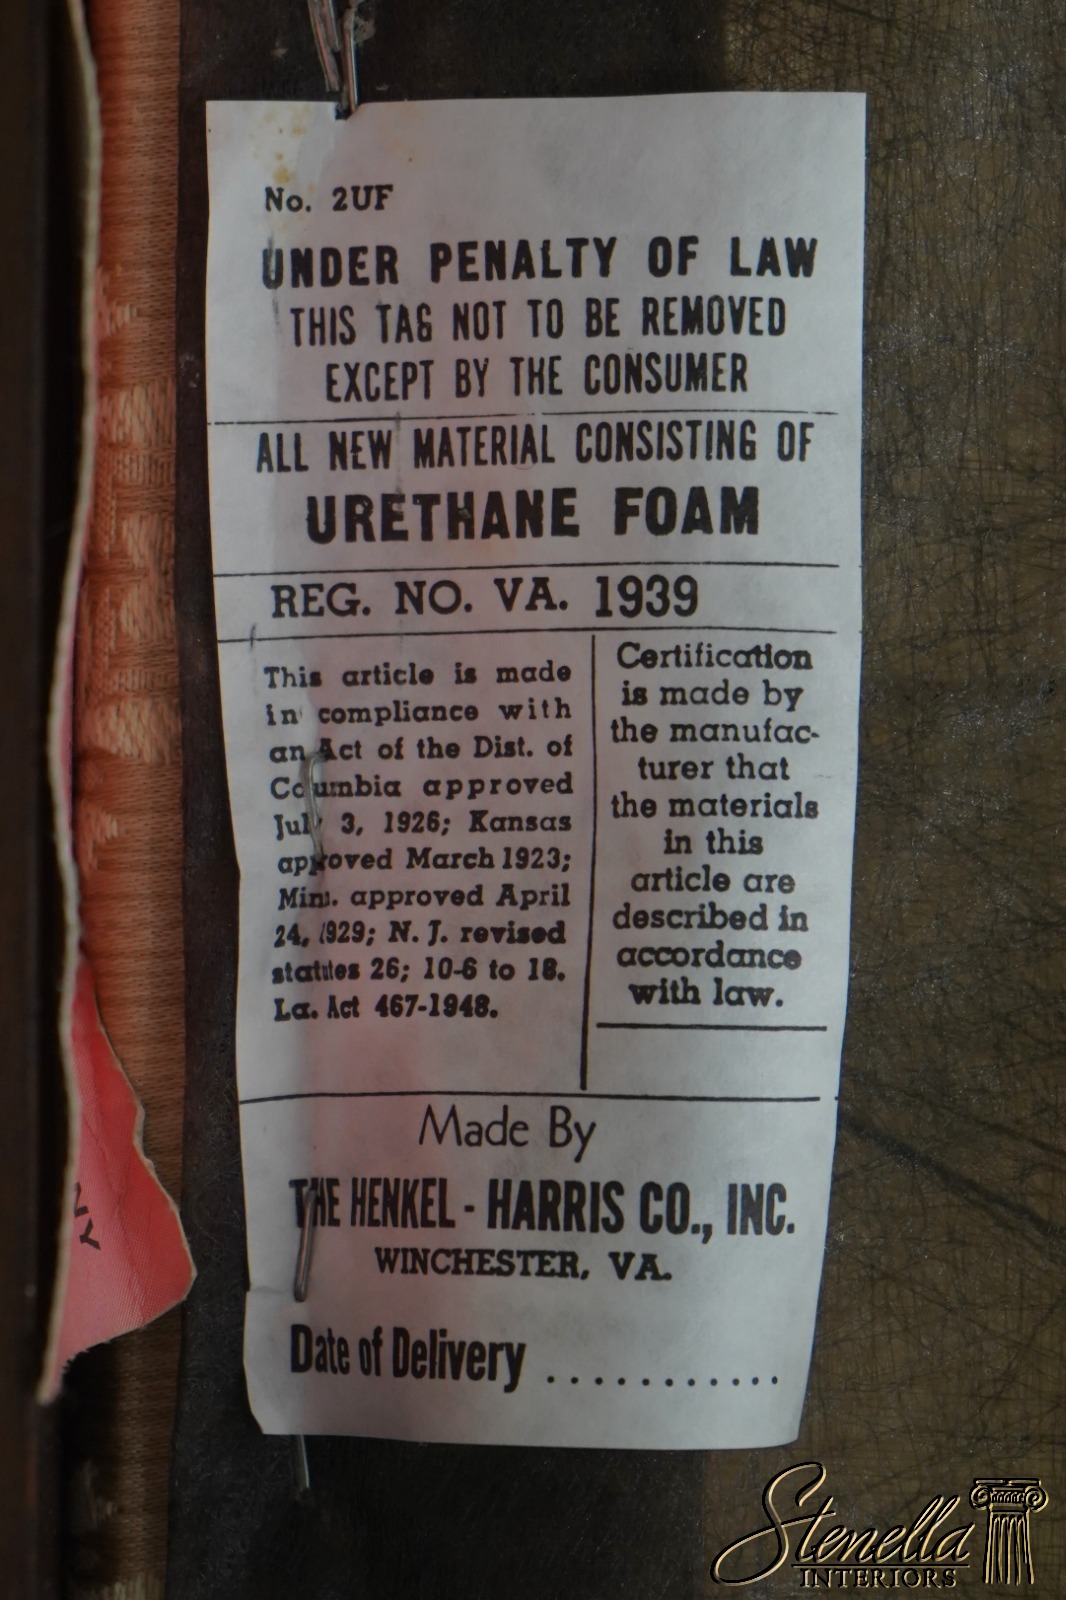 No. 2UF
UNDER PENALTY OF LAW
THIS TAG NOT TO BE REMOVED
EXCEPT BY THE CONSUMER
ALL NEW MATERIAL CONSISTING OF
URETHANE FOAM
REG. NO. VA. 1939
This article is made
in compliance with
an Act of the Dist. of
Columbia approved
July 3, 1926; Kansas
approved March 1923;
Minn. approved April
24, 1929; N. J. revised
statutes 26; 10-6 to 18.
La. Act 467-1948.
Certification
is made by
the manufac-
turer that
the materials
in this
article are
described in
accordance
with law.
Made By
THE HENKEL - HARRIS CO., INC.
WINCHESTER, VA.
Date of Delivery ............
NY
Stenella
INTERIORS